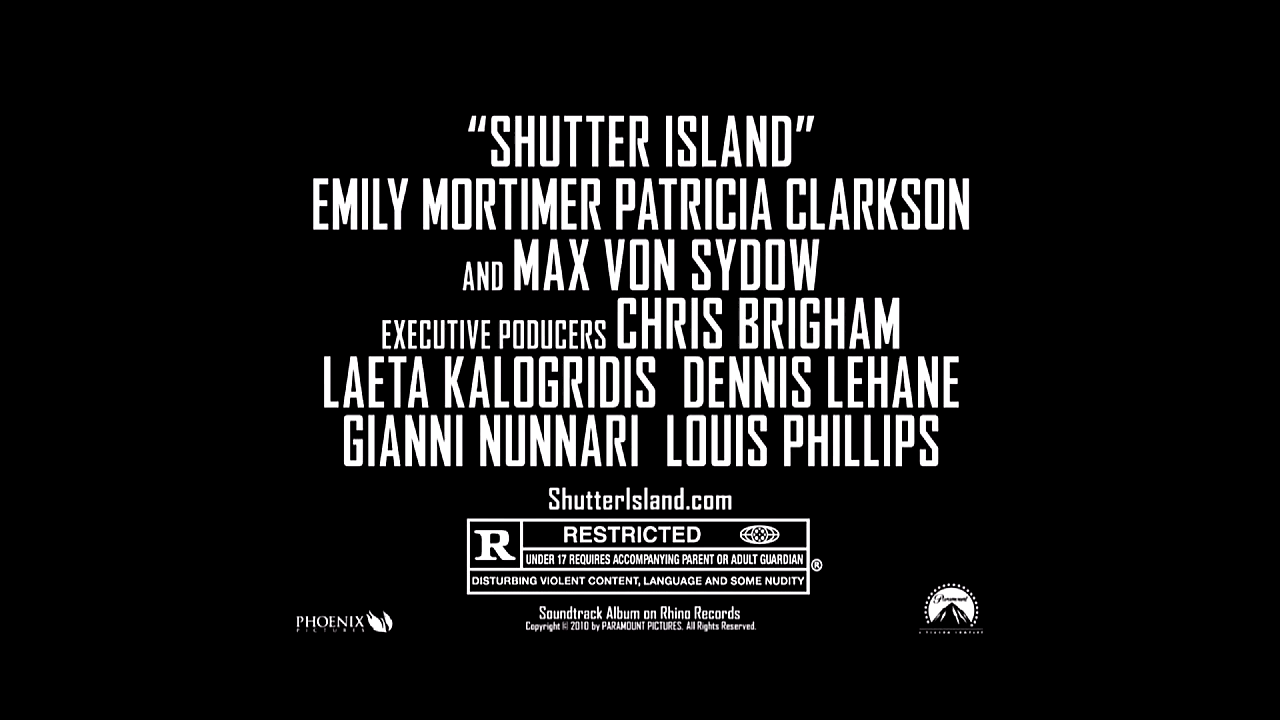 “SHUTTER ISLAND”
EMILY MORTIMER PATRICIA CLARKSON
AND MAX VON SYDOW
EXECUTIVE PODUCERS CHRIS BRIGHAM
LAETA KALOGRIDIS DENNIS LEHANE
GIANNI NUNNARI LOUIS PHILLIPS
ShutterIsland.com
R RESTRICTED
UNDER 17 REQUIRES ACCOMPANYING PARENT OR ADULT GUARDIAN
®
DISTURBING VIOLENT CONTENT, LANGUAGE AND SOME NUDITY
Soundtrack Album on Rhino Records
Copyright © 2010 by PARAMOUNT PICTURES. All Rights Reserved.
PHOENIX
PICTURES
Paramount